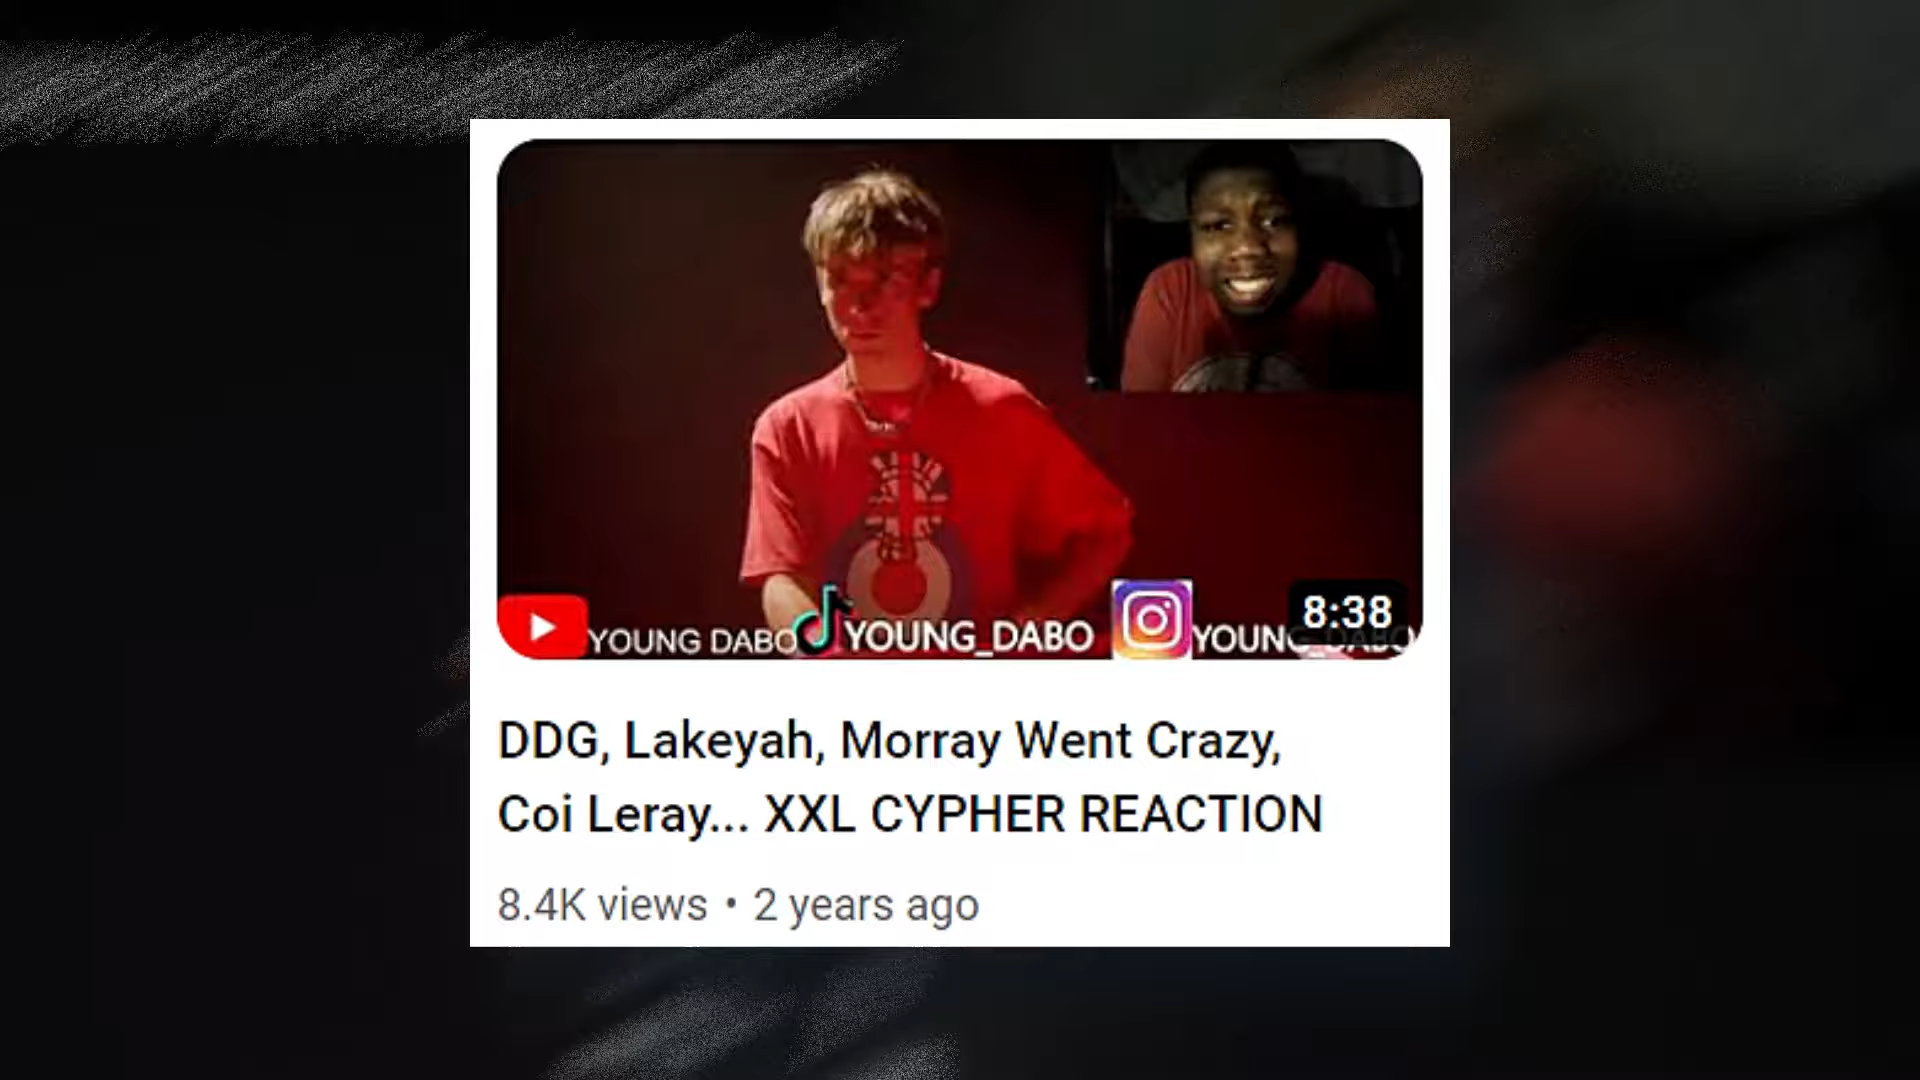 YOUNG DABO YOUNG_DABO YOUNG_DABO
8:38
DDG, Lakeyah, Morray Went Crazy,
Coi Leray... XXL CYPHER REACTION
8.4K views • 2 years ago